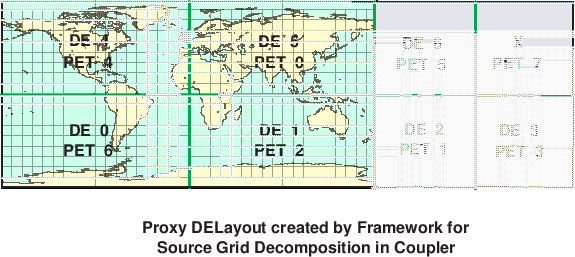 DE 4
PET 4
DE 5
PET 0
DE 6
PET 5
X
PET 7
DE 0
PET 6
DE 1
PET 2
DE 2
PET 1
DE 3
PET 3
Proxy DELayout created by Framework for
Source Grid Decomposition in Coupler